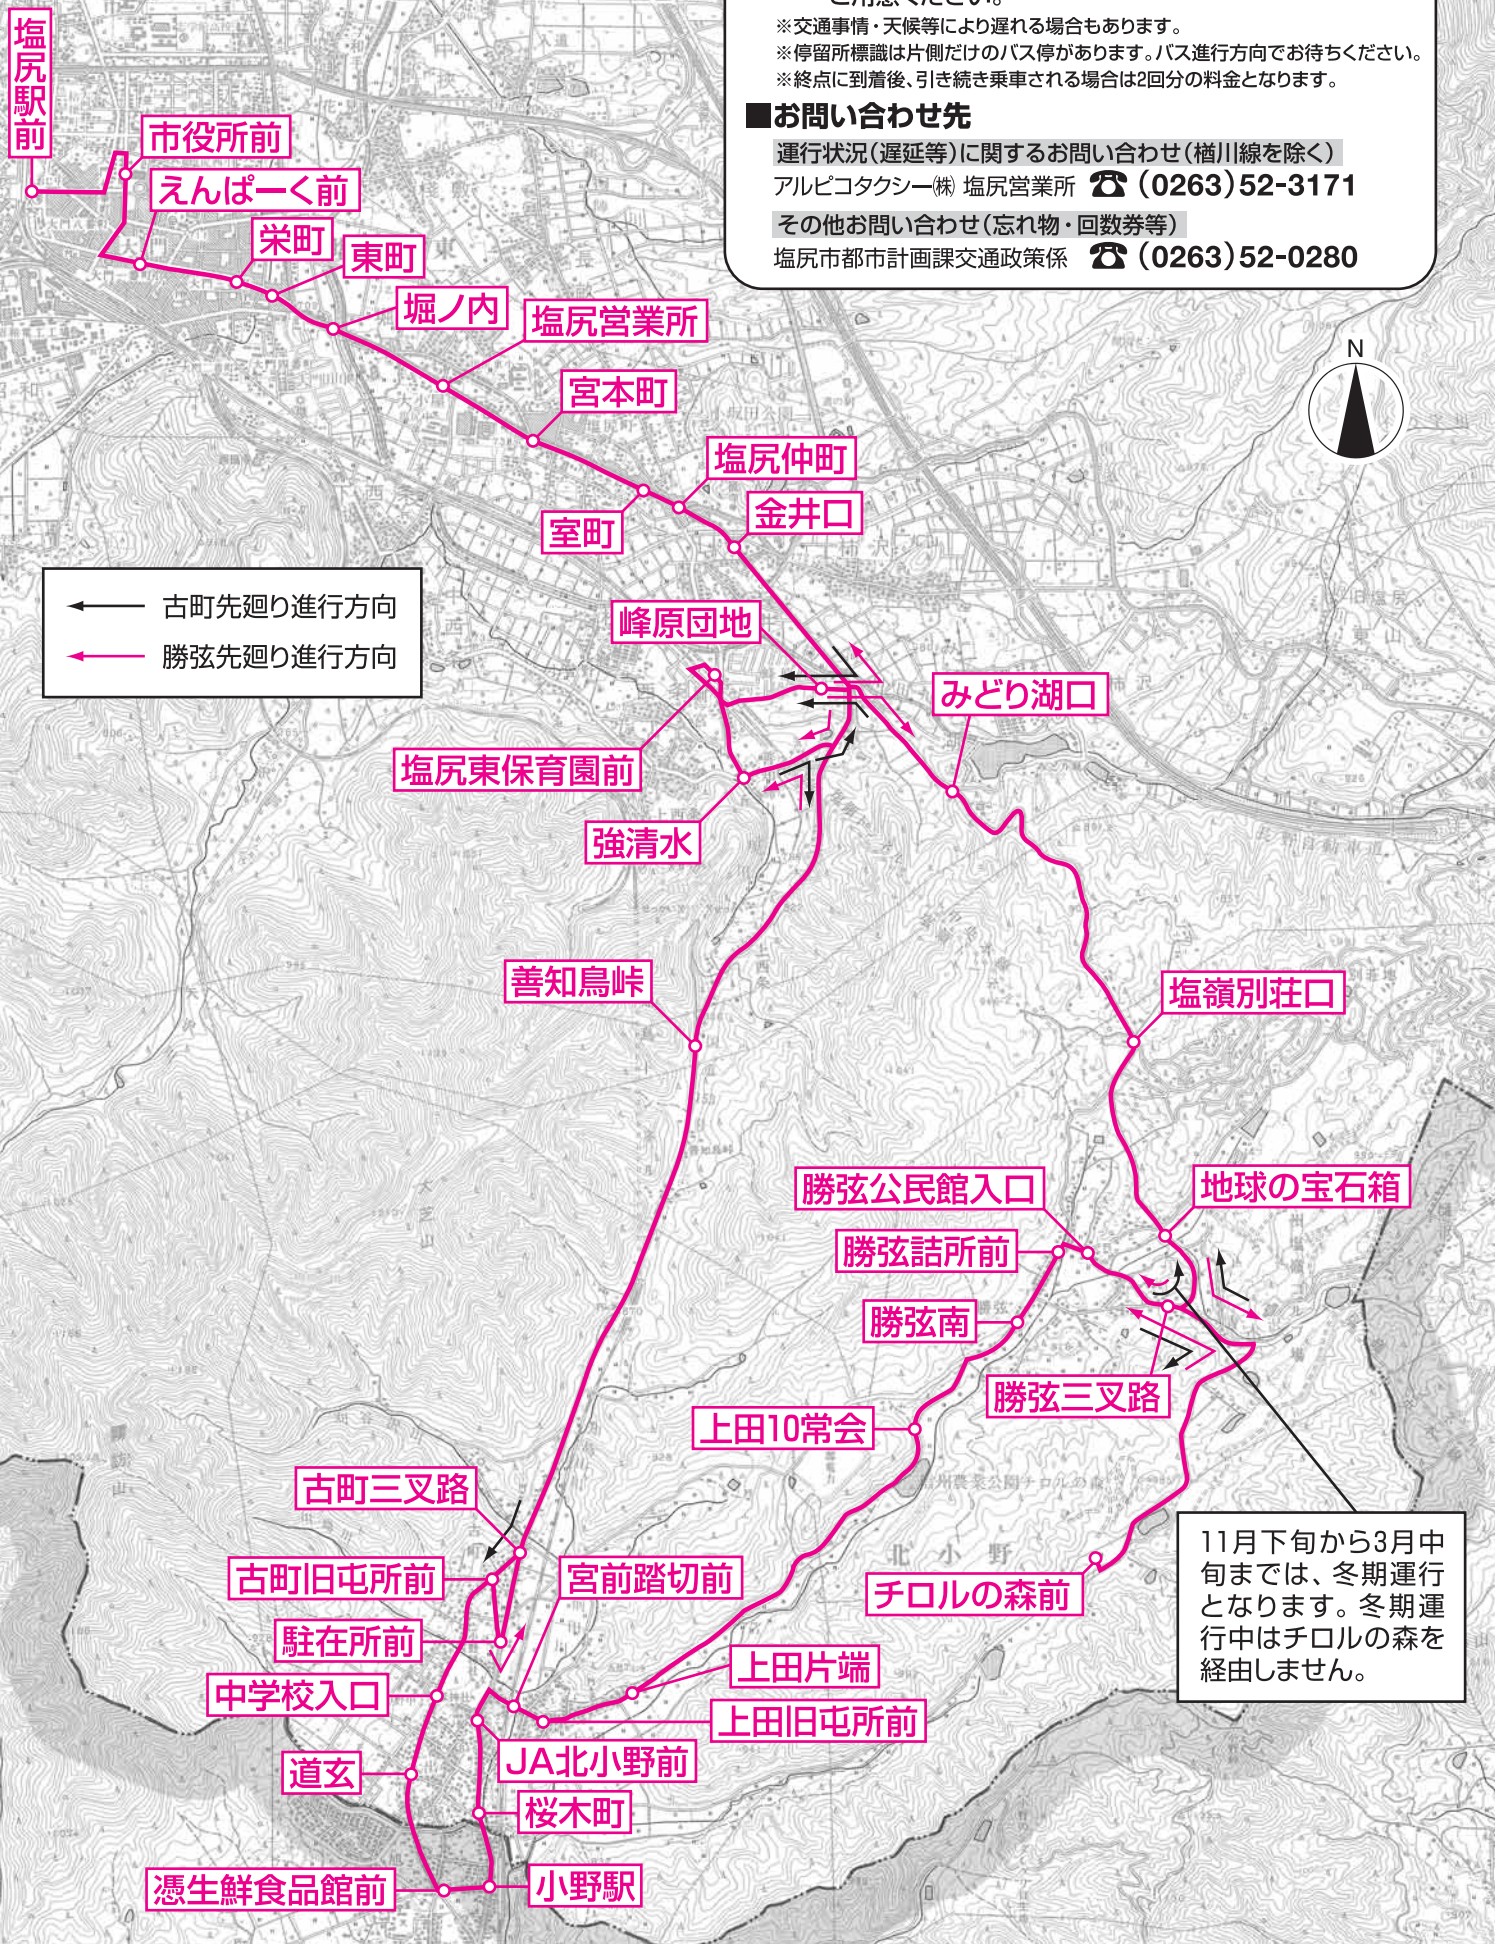 ご用意ください。
※交通事情・天候等により遅れる場合もあります。
※停留所標識は片側だけのバス停があります。バス進行方向でお待ちください。
※終点に到着後、引き続き乗車される場合は2回分の料金となります。
■お問い合わせ先
運行状況（遅延等）に関するお問い合わせ（楢川線を除く）
アルピコタクシー㈱ 塩尻営業所 ☎（0263）52-3171
その他お問い合わせ（忘れ物・回数券等）
塩尻市都市計画課交通政策係 ☎（0263）52-0280
塩尻駅前
市役所前
えんぱーく前
栄町
東町
堀ノ内
塩尻営業所
宮本町
塩尻仲町
室町
金井口
N
古町先廻り進行方向
勝弦先廻り進行方向
峰原団地
みどり湖口
塩尻東保育園前
強清水
善知鳥峠
塩嶺別荘口
勝弦公民館入口
地球の宝石箱
勝弦詰所前
勝弦南
勝弦三叉路
上田10常会
古町三叉路
古町旧屯所前
宮前踏切前
チロルの森前
11月下旬から3月中
旬までは、冬期運行
となります。冬期運
行中はチロルの森を
経由しません。
駐在所前
上田片端
中学校入口
上田旧屯所前
JA北小野前
道玄
桜木町
憑生鮮食品館前
小野駅
北小野